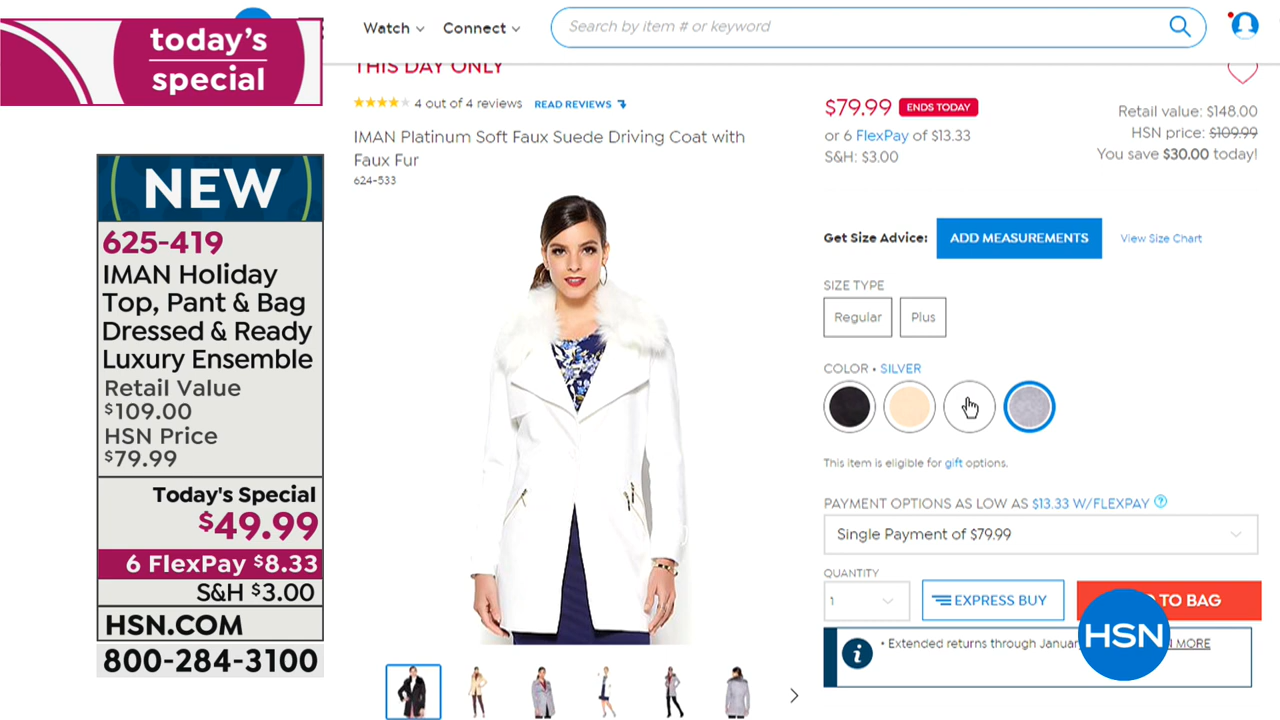 today's
special
NEW
625-419
IMAN Holiday
Top, Pant & Bag
Dressed & Ready
Luxury Ensemble
Retail Value
$109.00
HSN Price
$79.99
Today's Special
$49.99
6 FlexPay $8.33
S&H $3.00
HSN.COM
800-284-3100
Watch Connect
Search by item # or keyword
THIS DAY ONLY
4 out of 4 reviews READ REVIEWS
IMAN Platinum Soft Faux Suede Driving Coat with
Faux Fur
624-533
$79.99 ENDS TODAY
or 6 FlexPay of $13.33
S&H: $3.00
Retail value: $148.00
HSN price: $109.99
You save $30.00 today!
Get Size Advice: ADD MEASUREMENTS View Size Chart
SIZE TYPE
Regular Plus
COLOR • SILVER
This item is eligible for gift options.
PAYMENT OPTIONS AS LOW AS $13.33 W/FLEXPAY ?
Single Payment of $79.99
QUANTITY
1 EXPRESS BUY TO BAG
i • Extended returns through MORE
HSN